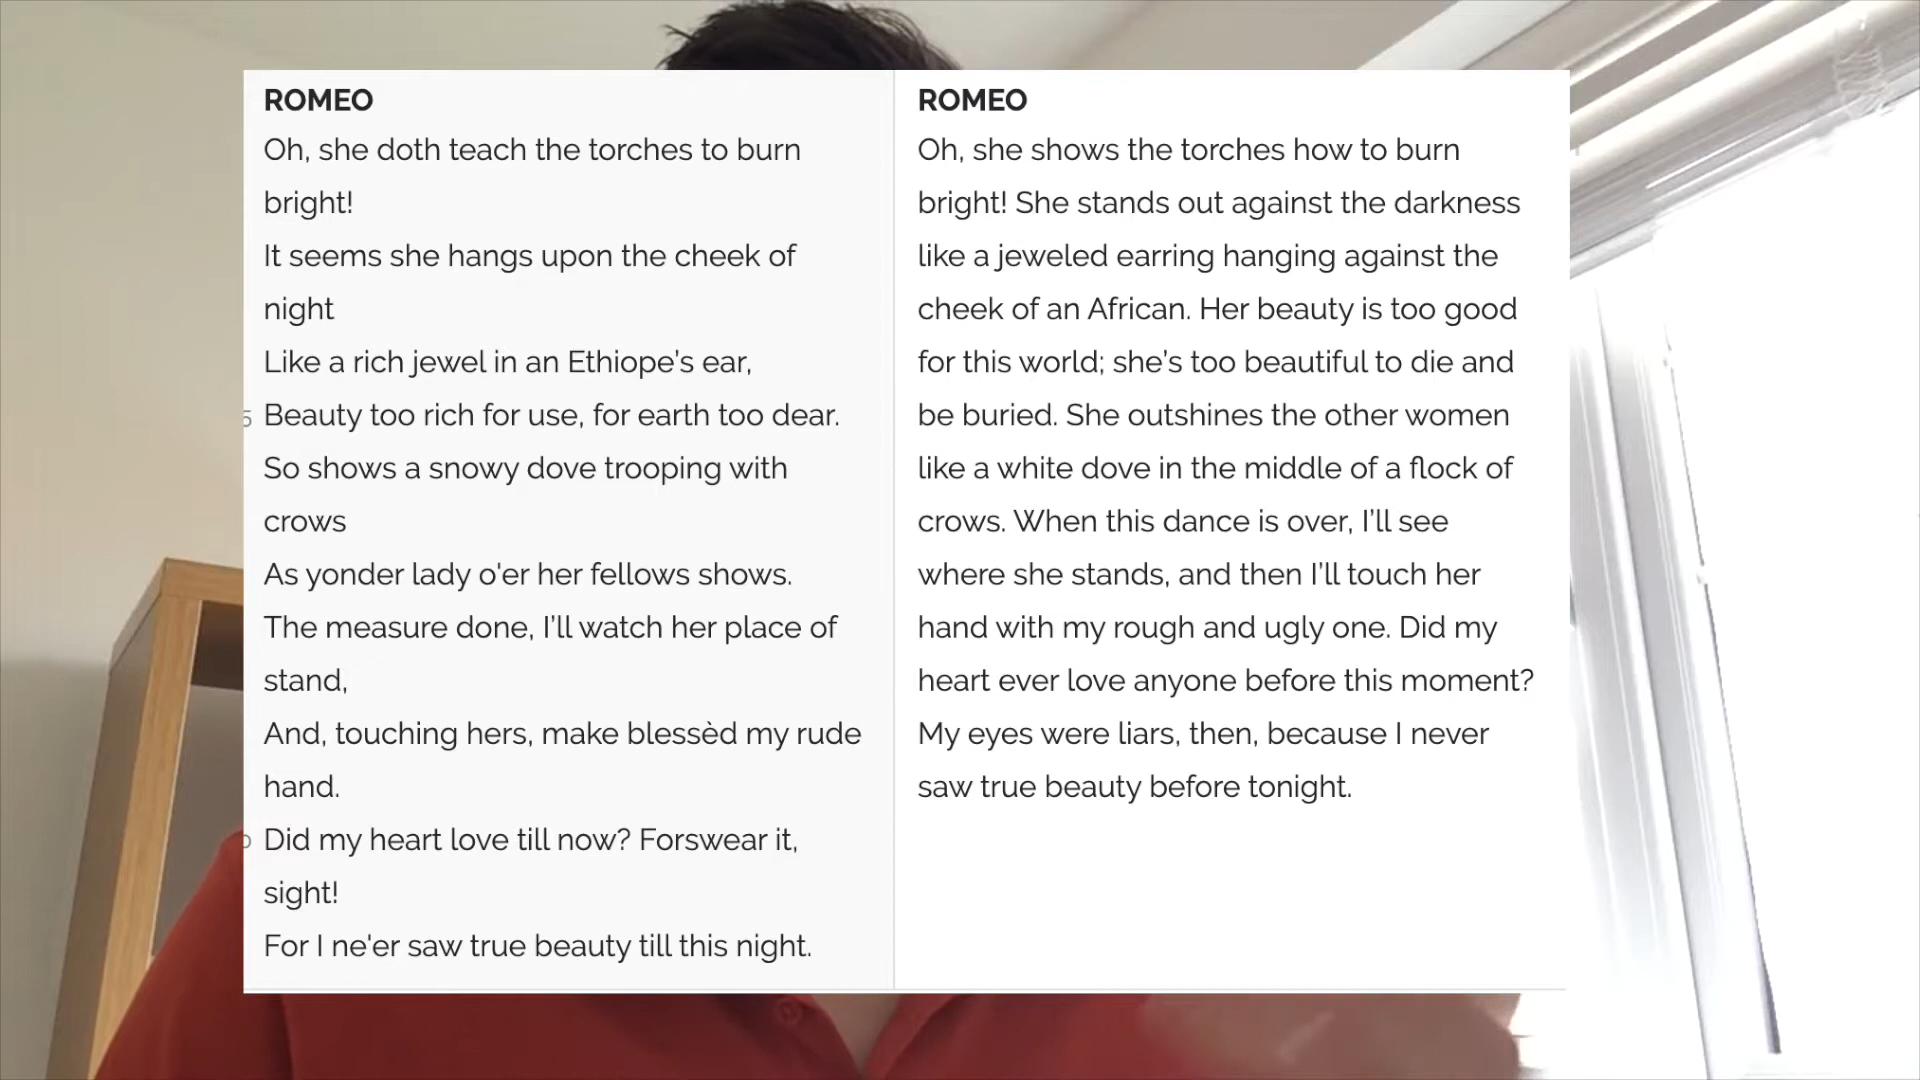 ROMEO
Oh, she doth teach the torches to burn
bright!
It seems she hangs upon the cheek of
night
Like a rich jewel in an Ethiope’s ear,
5 Beauty too rich for use, for earth too dear.
So shows a snowy dove trooping with
crows
As yonder lady o'er her fellows shows.
The measure done, I’ll watch her place of
stand,
And, touching hers, make blessèd my rude
hand.
Did my heart love till now? Forswear it,
sight!
For I ne'er saw true beauty till this night.
ROMEO
Oh, she shows the torches how to burn
bright! She stands out against the darkness
like a jeweled earring hanging against the
cheek of an African. Her beauty is too good
for this world; she’s too beautiful to die and
be buried. She outshines the other women
like a white dove in the middle of a flock of
crows. When this dance is over, I’ll see
where she stands, and then I’ll touch her
hand with my rough and ugly one. Did my
heart ever love anyone before this moment?
My eyes were liars, then, because I never
saw true beauty before tonight.